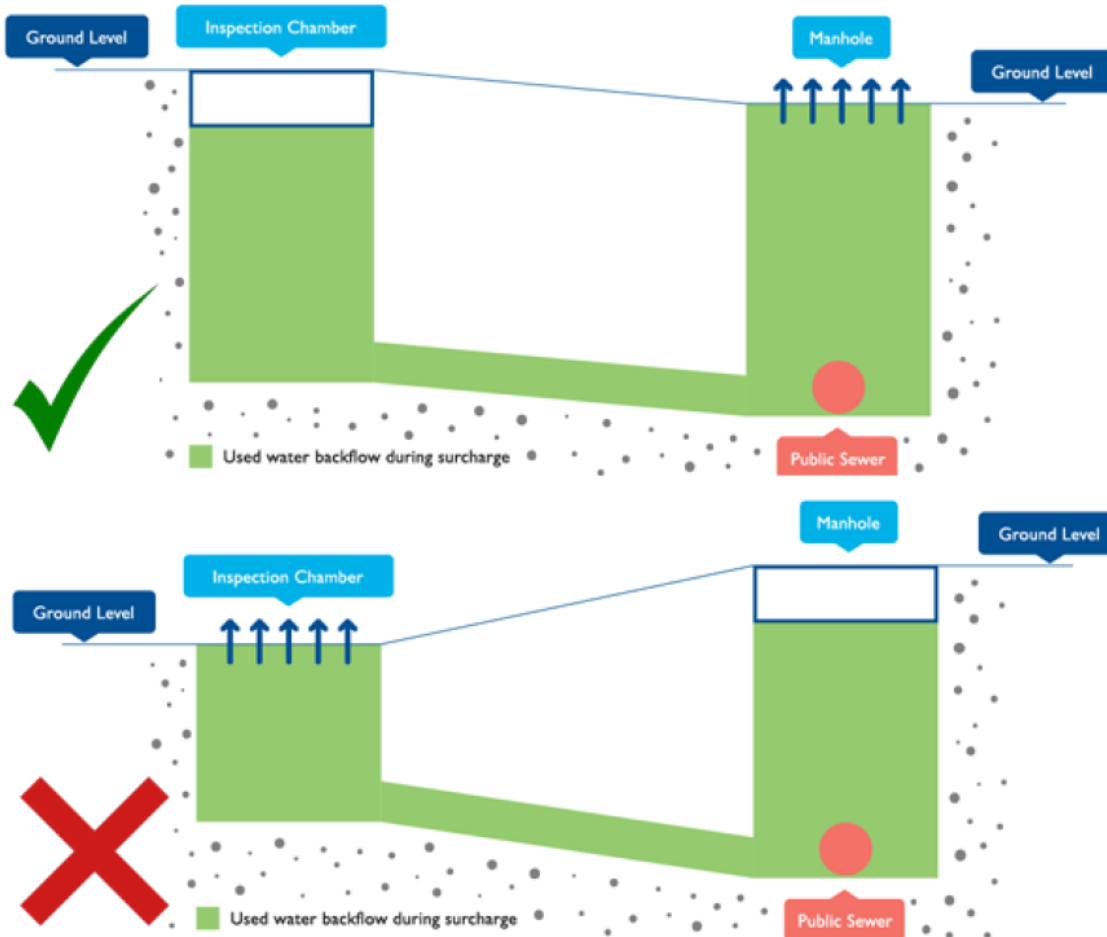 Inspection Chamber
Ground Level
Manhole
Ground Level
Used water backflow during surcharge
Public Sewer
Manhole
Ground Level
Inspection Chamber
Ground Level
Used water backflow during surcharge
Public Sewer